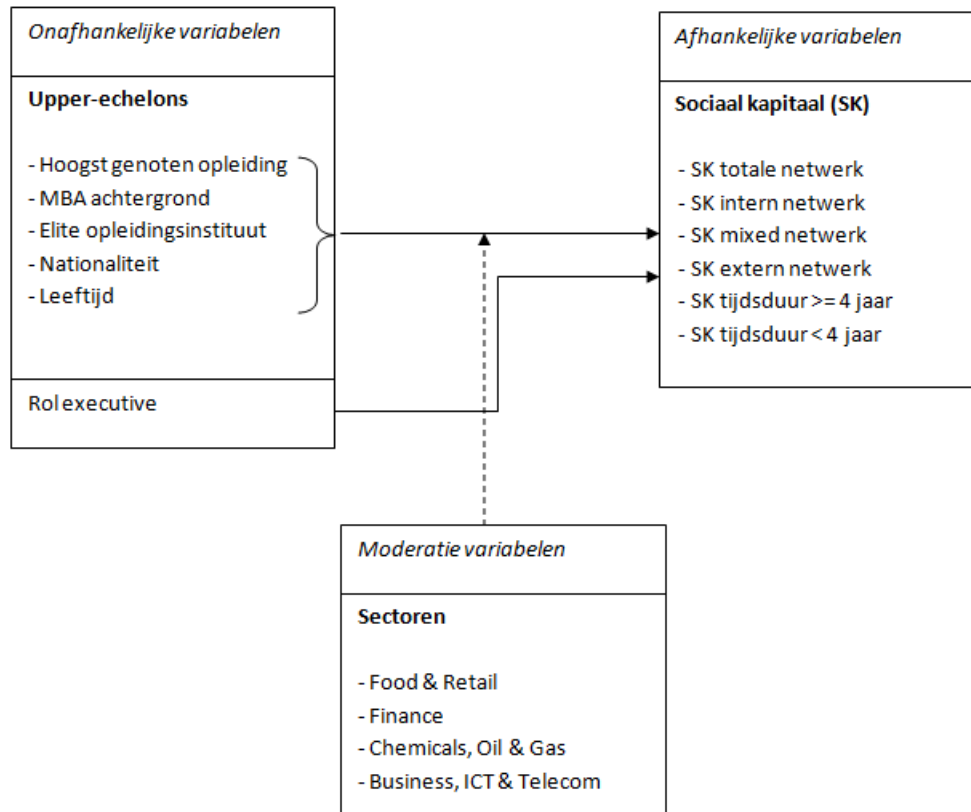 Onafhankelijke variabelen
Upper-echelons
- Hoogst genoten opleiding
- MBA achtergrond
- Elite opleidingsinstituut
- Nationaliteit
- Leeftijd
Rol executive
Afhankelijke variabelen
Sociaal kapitaal (SK)
- SK totale netwerk
- SK intern netwerk
- SK mixed netwerk
- SK extern netwerk
- SK tijdsduur >= 4 jaar
- SK tijdsduur < 4 jaar
Moderatie variabelen
Sectoren
- Food & Retail
- Finance
- Chemicals, Oil & Gas
- Business, ICT & Telecom